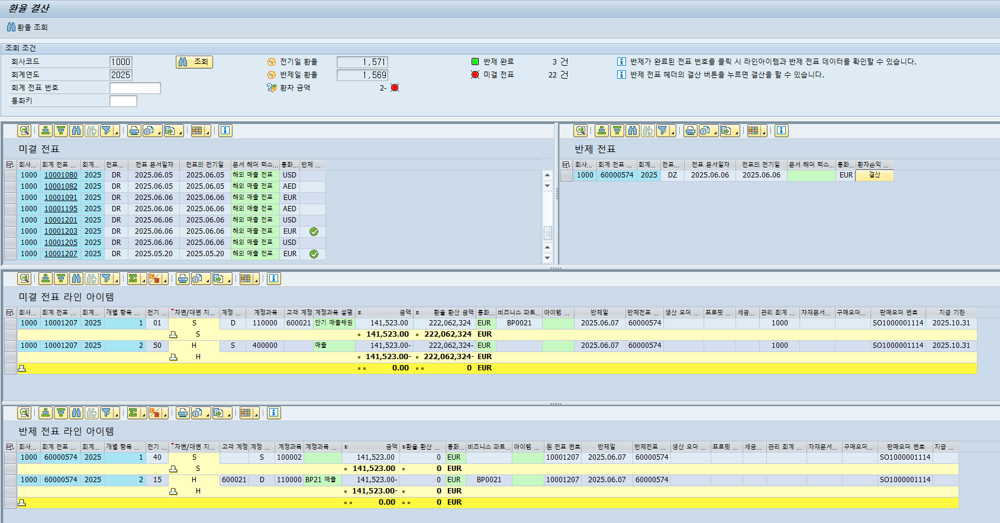 환율 결산
환율 조회
조회 조건
회사코드 1000 조회 전기일 환율 1,571 반제 완료 3 건 반제가 완료된 전표 번호를 클릭 시 라인아이템과 반제 전표 데이터를 확인할 수 있습니다.
회계연도 2025 반제일 환율 1,569 미결 전표 22 건 반제 전표 헤더의 결산 버튼을 누르면 결산을 할 수 있습니다.
회계 전표 번호 환차 금액 2-
통화키
미결 전표
회사... 회계 전표 ... 회계... 전표... 전표 문서일자 전표의 전기일 문서 헤더 텍스... 통화... 반제 ...
1000 10001080 2025 DR 2025.06.05 2025.06.05 해외 매출 전표 USD
1000 10001082 2025 DR 2025.06.05 2025.06.05 해외 매출 전표 AED
1000 10001091 2025 DR 2025.06.06 2025.06.06 해외 매출 전표 EUR
1000 10001195 2025 DR 2025.06.06 2025.06.06 해외 매출 전표 AED
1000 10001201 2025 DR 2025.06.06 2025.06.06 해외 매출 전표 USD
1000 10001203 2025 DR 2025.06.06 2025.06.06 해외 매출 전표 EUR
1000 10001205 2025 DR 2025.06.06 2025.06.06 해외 매출 전표 USD
1000 10001207 2025 DR 2025.05.20 2025.05.20 해외 매출 전표 EUR
반제 전표
회사... 회계 전표 ... 회계... 전표... 전표 문서일자 전표의 전기일 문서 헤더 텍스... 통화... 환차손익 ...
1000 60000574 2025 DZ 2025.06.06 2025.06.06 EUR 결산
미결 전표 라인 아이템
회사... 회계 전표 ... 회계... 개별 항목 ... 전기 ... 차변/대변 지... 계정 ... 계정과목 고객 계정 계정과목 설명 Σ 금액 Σ 환율 환산 금액 통화... 비즈니스 파트... 아이템 ... 반제일 반제전표 ... 생산 오더 ... 프로핏 ... 세금... 관리 회계 ... 자재문서... 구매오더... 판매오더 번호 지급 기한
1000 10001207 2025 1 01 S D 110000 600021 단기 매출채권 141,523.00 222,062,324 EUR BP0021 2025.06.07 60000574 1000 SO1000001114 2025.10.31
S 141,523.00 222,062,324 EUR
1000 10001207 2025 2 50 H S 400000 매출 141,523.00- 222,062,324- EUR 2025.06.07 60000574 1000 SO1000001114 2025.10.31
H 141,523.00- 222,062,324- EUR
0.00 0 EUR
반제 전표 라인 아이템
회사... 회계 전표 ... 회계... 개별 항목 ... 전기 ... 차변/대변 지... 고객 계정 계정 ... 계정과목 계정과목 ... Σ 금액 Σ환율 환산 ... 통화... 비즈니스 파트... 아이템 ... 원 전표 번호 반제일 반제전표 ... 생산 오더 ... 프로핏 ... 세금... 관리 회계 ... 자재문서... 구매오더... 판매오더 번호 지급 ...
1000 60000574 2025 1 40 S S 100002 141,523.00 0 EUR 10001207 2025.06.07 60000574 SO1000001114
S 141,523.00 0 EUR
1000 60000574 2025 2 15 H 600021 D 110000 BP21 매출 141,523.00- 0 EUR BP0021 10001207 2025.06.07 60000574 SO1000001114
H 141,523.00- 0 EUR
0.00 0 EUR